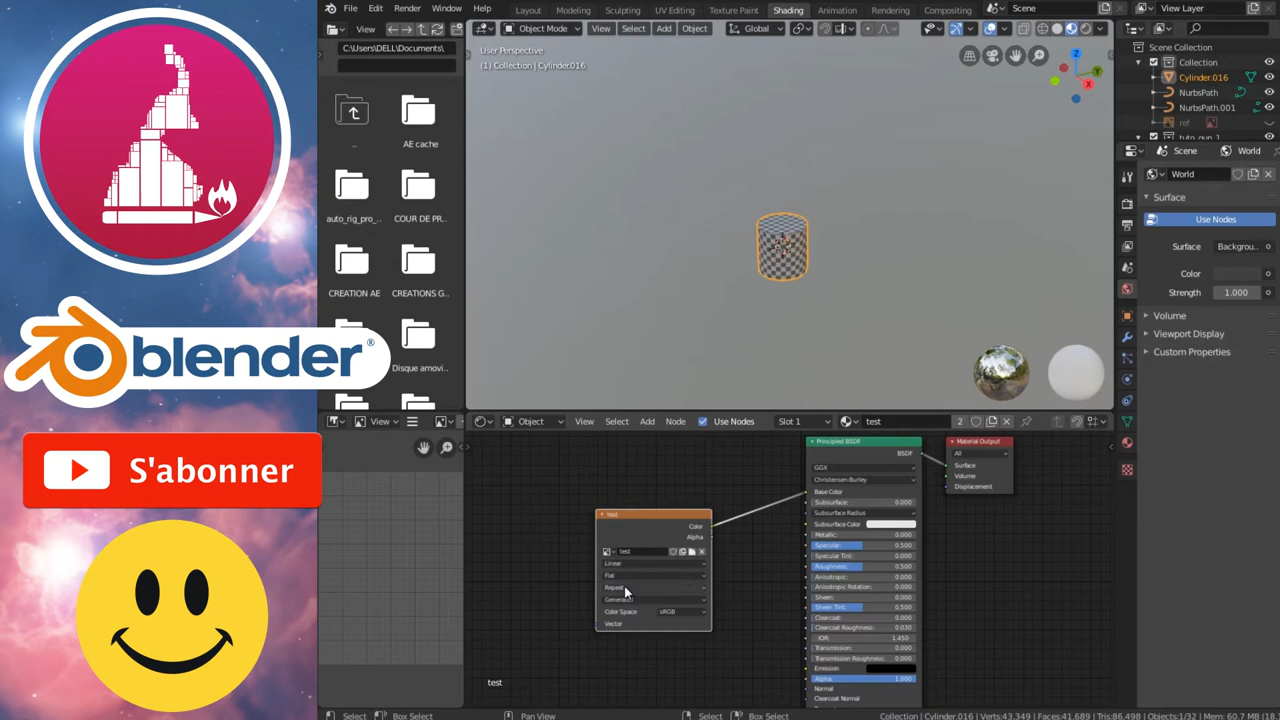 File Edit Render Window Help
Layout Modeling Sculpting UV Editing Texture Paint Shading Animation Rendering Compositing
Scene
View Layer
View
C:\Users\DELL\Documents\
Object Mode View Select Add Object
Global
User Perspective
(1) Collection | Cylinder.016
Scene Collection
Collection
Cylinder.016
NurbsPath
NurbsPath.001
ref
tuto_gun_1
..
AE cache
auto_rig_pro_..
COUR DE PR...
CREATION AE
CREATIONS G...
Disque amovi...
Scene World
World
Surface
Use Nodes
Surface Backgrou...
Color
Strength 1.000
Volume
Viewport Display
Custom Properties
blender®
S'abonner
View
Object View Select Add Node Use Nodes Slot 1 test 2
test
Color
Alpha
test
Linear
Flat
Repeat
Generated
Color Space sRGB
Vector
Principled BSDF
BSDF
GGX
Christensen-Burley
Base Color
Subsurface: 0.000
Subsurface Radius
Subsurface Color
Metallic: 0.000
Specular: 0.500
Specular Tint: 0.000
Roughness: 0.500
Anisotropic: 0.000
Anisotropic Rotation: 0.000
Sheen: 0.000
Sheen Tint: 0.500
Clearcoat: 0.000
Clearcoat Roughness: 0.030
IOR: 1.450
Transmission: 0.000
Transmission Roughness: 0.000
Emission
Alpha: 1.000
Normal
Clearcoat Normal
Material Output
All
Surface
Volume
Displacement
test
Select Box Select Pan View Select Box Select
Collection | Cylinder.016 | Verts:43,349 | Faces:41,689 | Tris:86,498 | Objects:1/32 | Mem: 60.7 MB